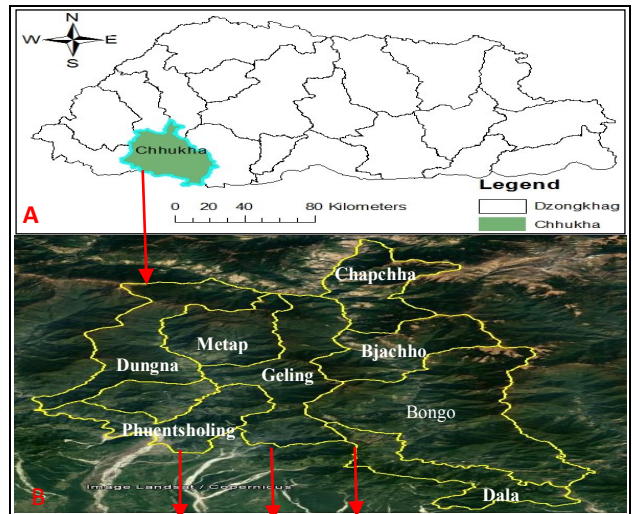 N
W E
S
Chhukha
Legend
0 20 40 80 Kilometers
Dzongkhag
Chhukha
A
Chapchha
Metap
Bjachho
Dungna
Geling
Bongo
Phuentsholing
Image Landsat / Copernicus
Dala
B